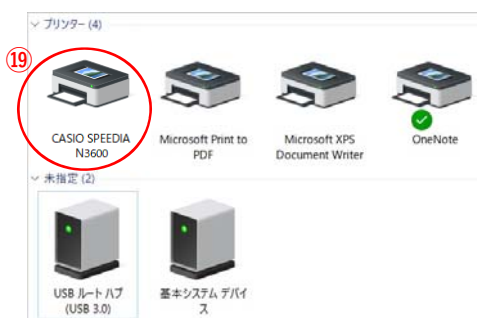 プリンター (4)
⑲
CASIO SPEEDIA
N3600
Microsoft Print to
PDF
Microsoft XPS
Document Writer
OneNote
未指定 (2)
USB ルート ハブ
(USB 3.0)
基本システム デバイ
ス